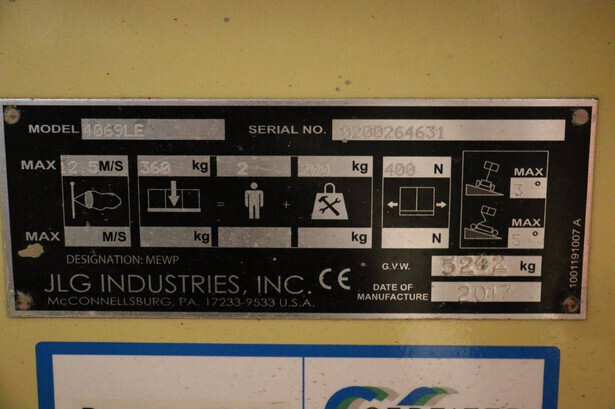 MODEL 4069LE SERIAL NO. 0200264631
MAX 12.5 M/S 360 kg 2 200 kg 400 N MAX 3°
= +
MAX M/S kg kg N MAX 5°
DESIGNATION: MEWP
G.V.W. 5242 kg
JLG INDUSTRIES, INC. CE
McCONNELLSBURG, PA. 17233-9533 U.S.A.
DATE OF
MANUFACTURE 2017
1001191007 A